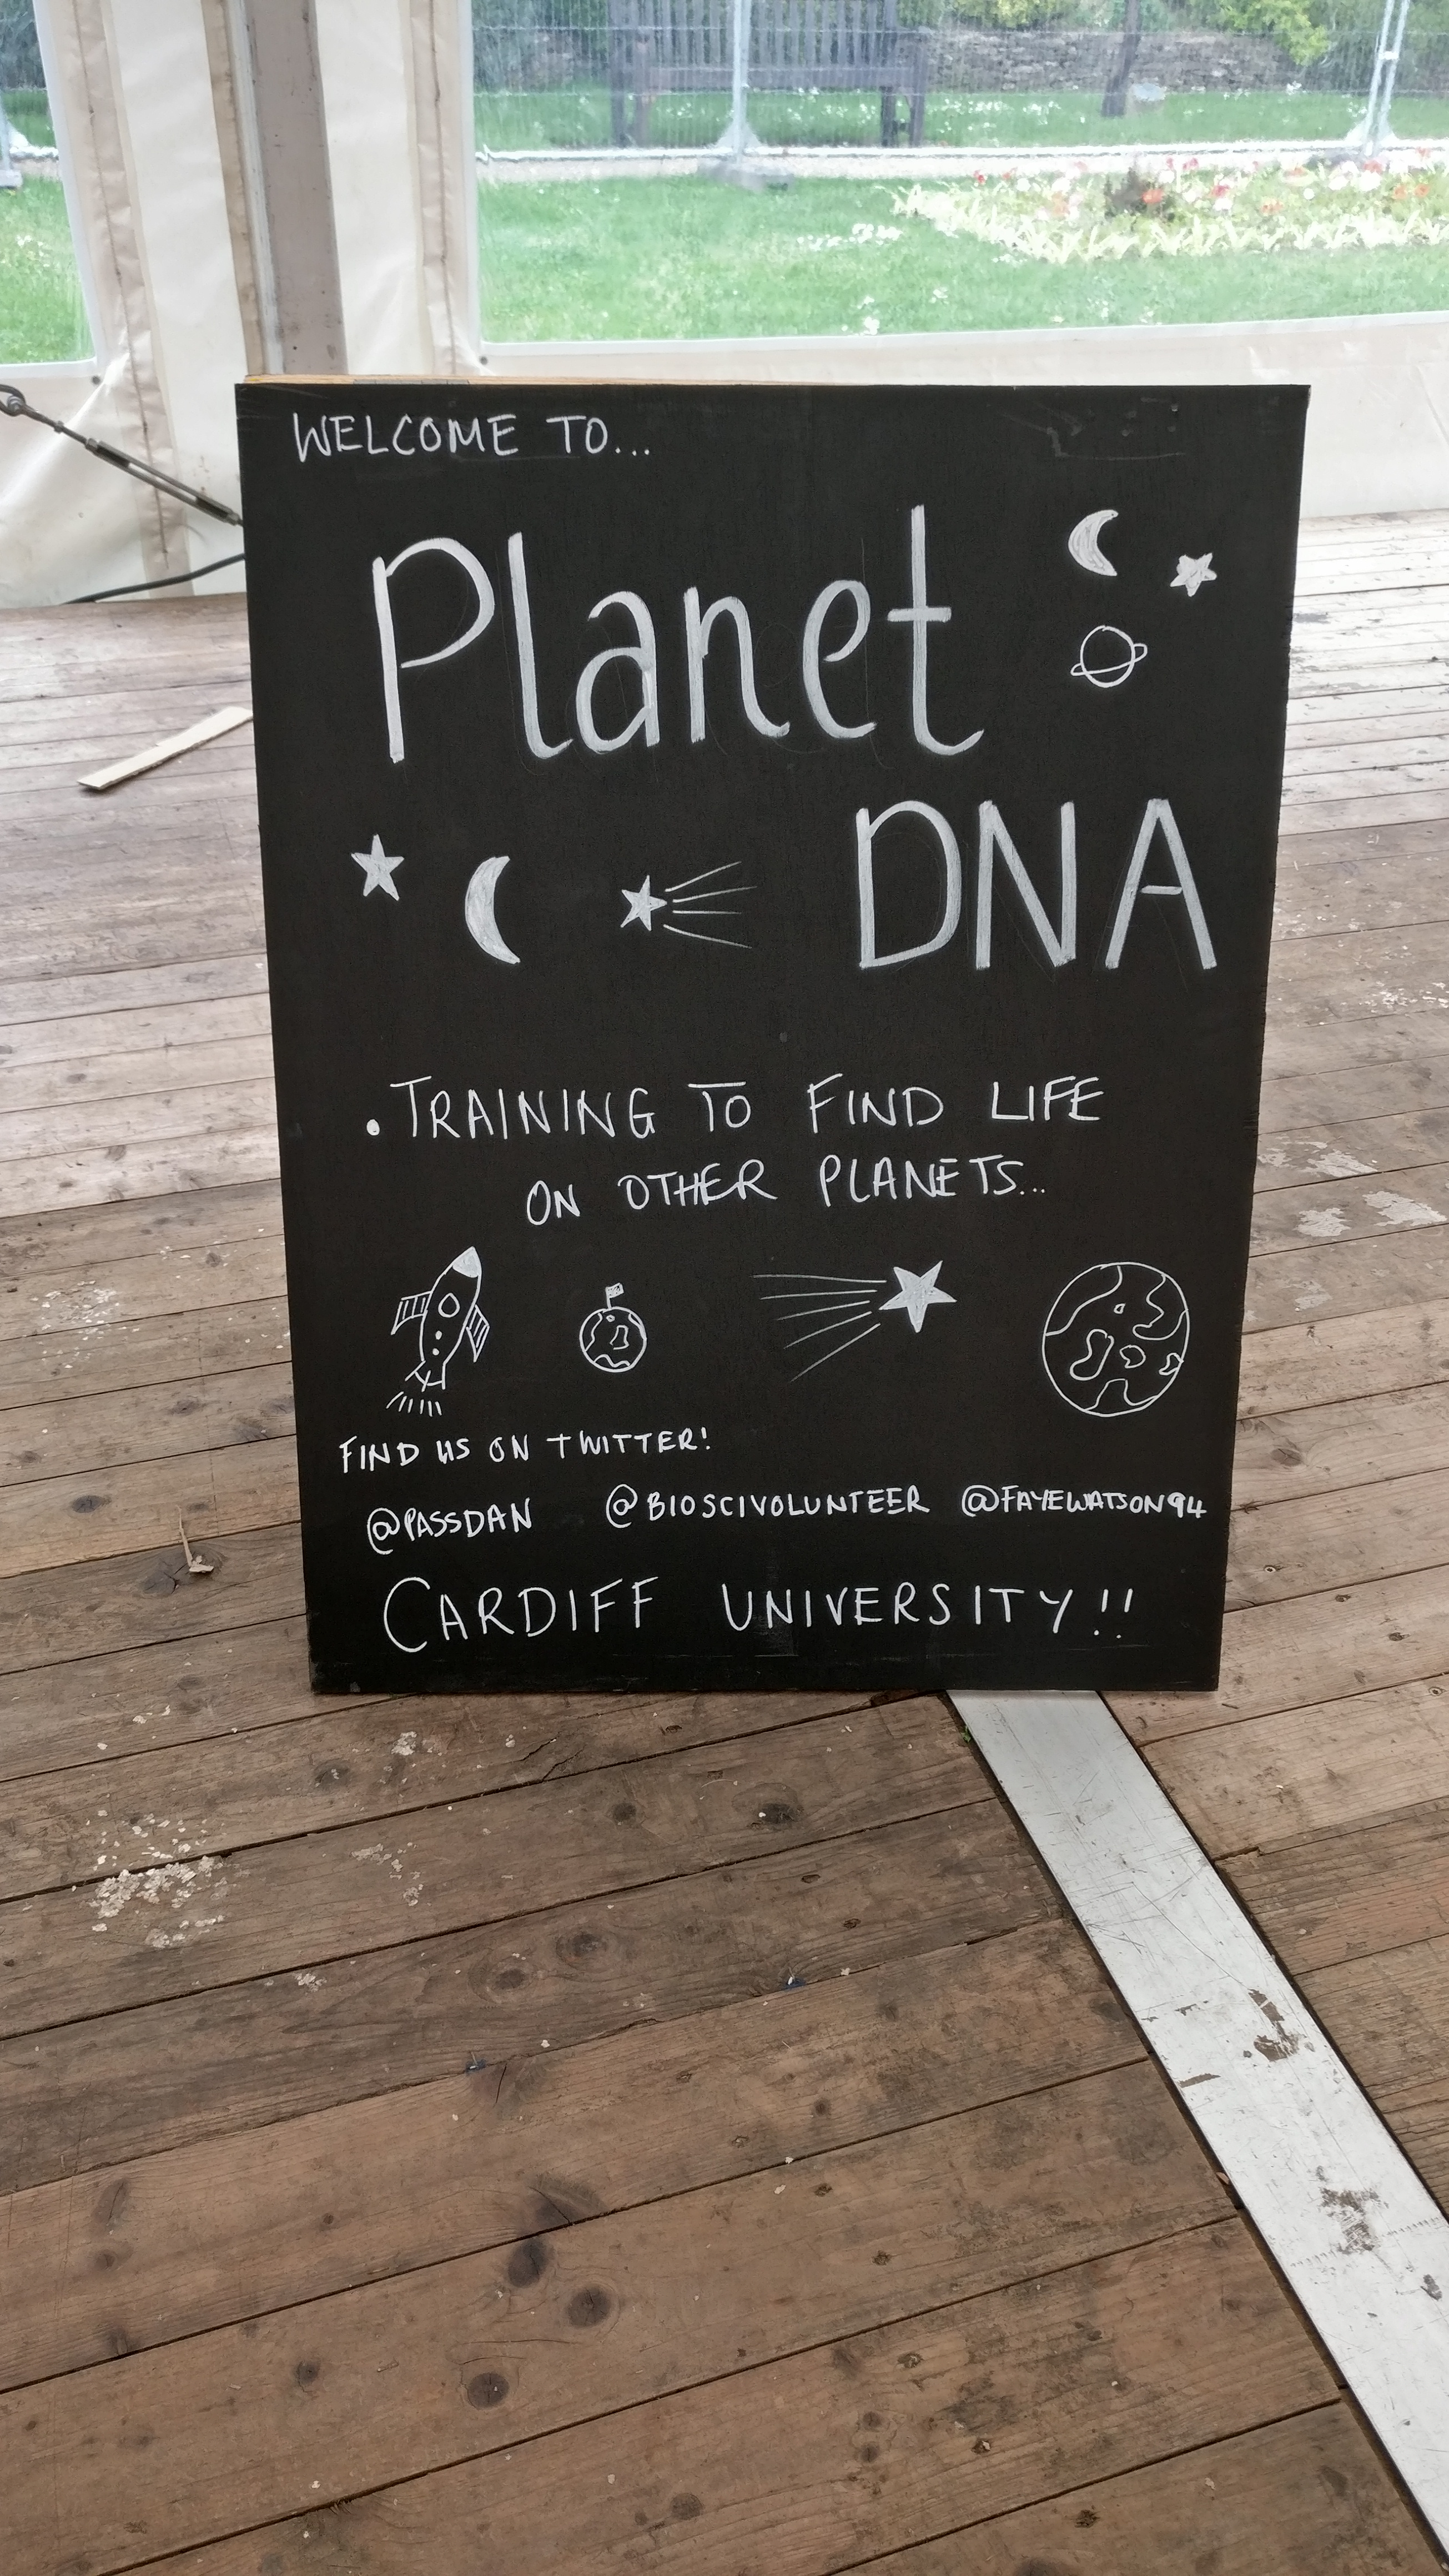 WELCOME TO...
Planet
DNA
. TRAINING TO FIND LIFE
ON OTHER PLANETS...
FIND US ON TWITTER!
@PASSDAN @BIOSCIVOLUNTEER @FAYEWATSON94
CARDIFF UNIVERSITY!!